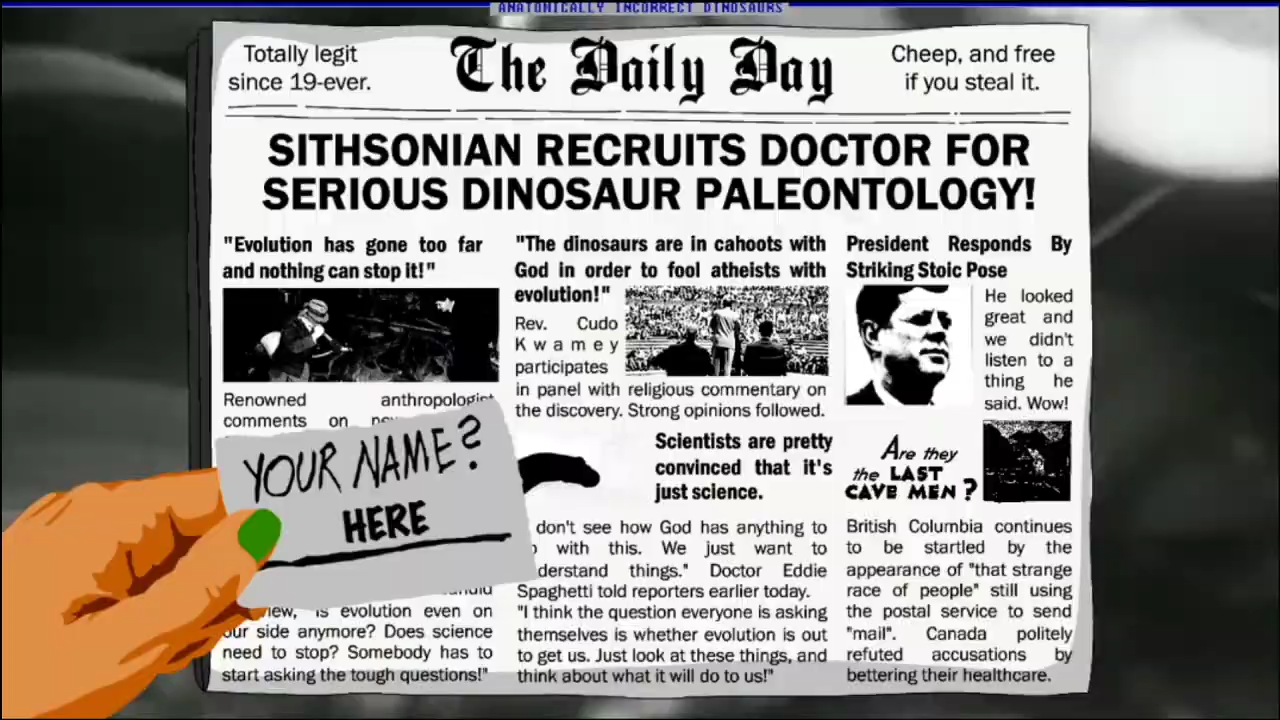 ANATOMICALLY INCORRECT DINOSAURS
Totally legit
since 19-ever.
The Daily Day
Cheep, and free
if you steal it.
SITHSONIAN RECRUITS DOCTOR FOR
SERIOUS DINOSAUR PALEONTOLOGY!
"Evolution has gone too far
and nothing can stop it!"
Renowned anthropologist
comments on
YOUR NAME?
HERE
is evolution even on
our side anymore? Does science
need to stop? Somebody has to
start asking the tough questions!"
"The dinosaurs are in cahoots with
God in order to fool atheists with
evolution!"
Rev. Cudo
Kwamey
participates
in panel with religious commentary on
the discovery. Strong opinions followed.
Scientists are pretty
convinced that it's
just science.
don't see how God has anything to
with this. We just want to
understand things." Doctor Eddie
Spaghetti told reporters earlier today.
"I think the question everyone is asking
themselves is whether evolution is out
to get us. Just look at these things, and
think about what it will do to us!"
President Responds By
Striking Stoic Pose
He looked
great and
we didn't
listen to a
thing he
said. Wow!
Are they
the LAST
CAVE MEN?
British Columbia continues
to be startled by the
appearance of "that strange
race of people" still using
the postal service to send
"mail". Canada politely
refuted accusations by
bettering their healthcare.